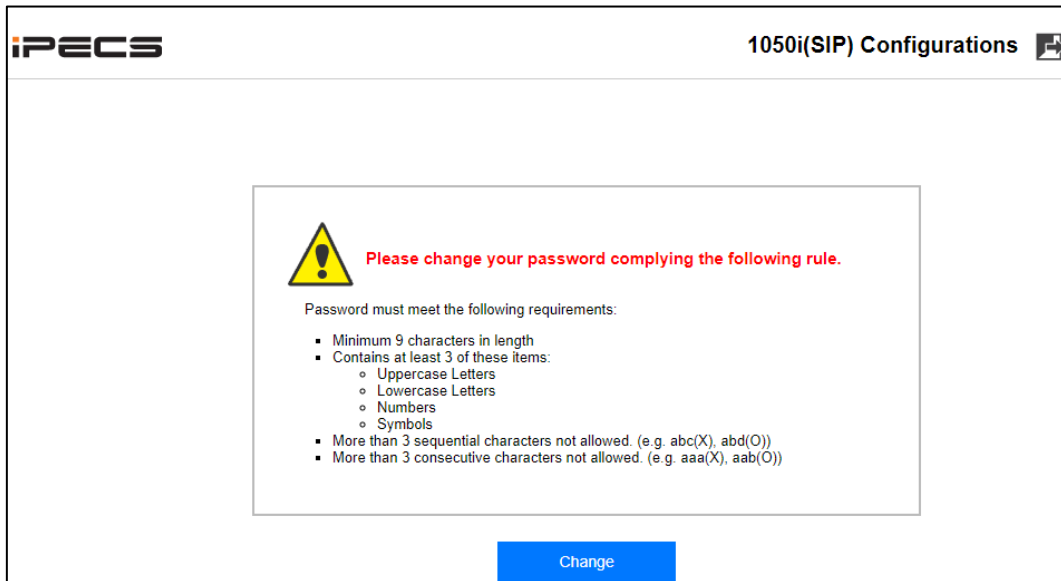 iPECS
1050i(SIP) Configurations
Please change your password complying the following rule.
Password must meet the following requirements:
Minimum 9 characters in length
Contains at least 3 of these items:
Uppercase Letters
Lowercase Letters
Numbers
Symbols
More than 3 sequential characters not allowed. (e.g. abc(X), abd(O))
More than 3 consecutive characters not allowed. (e.g. aaa(X), aab(O))
Change